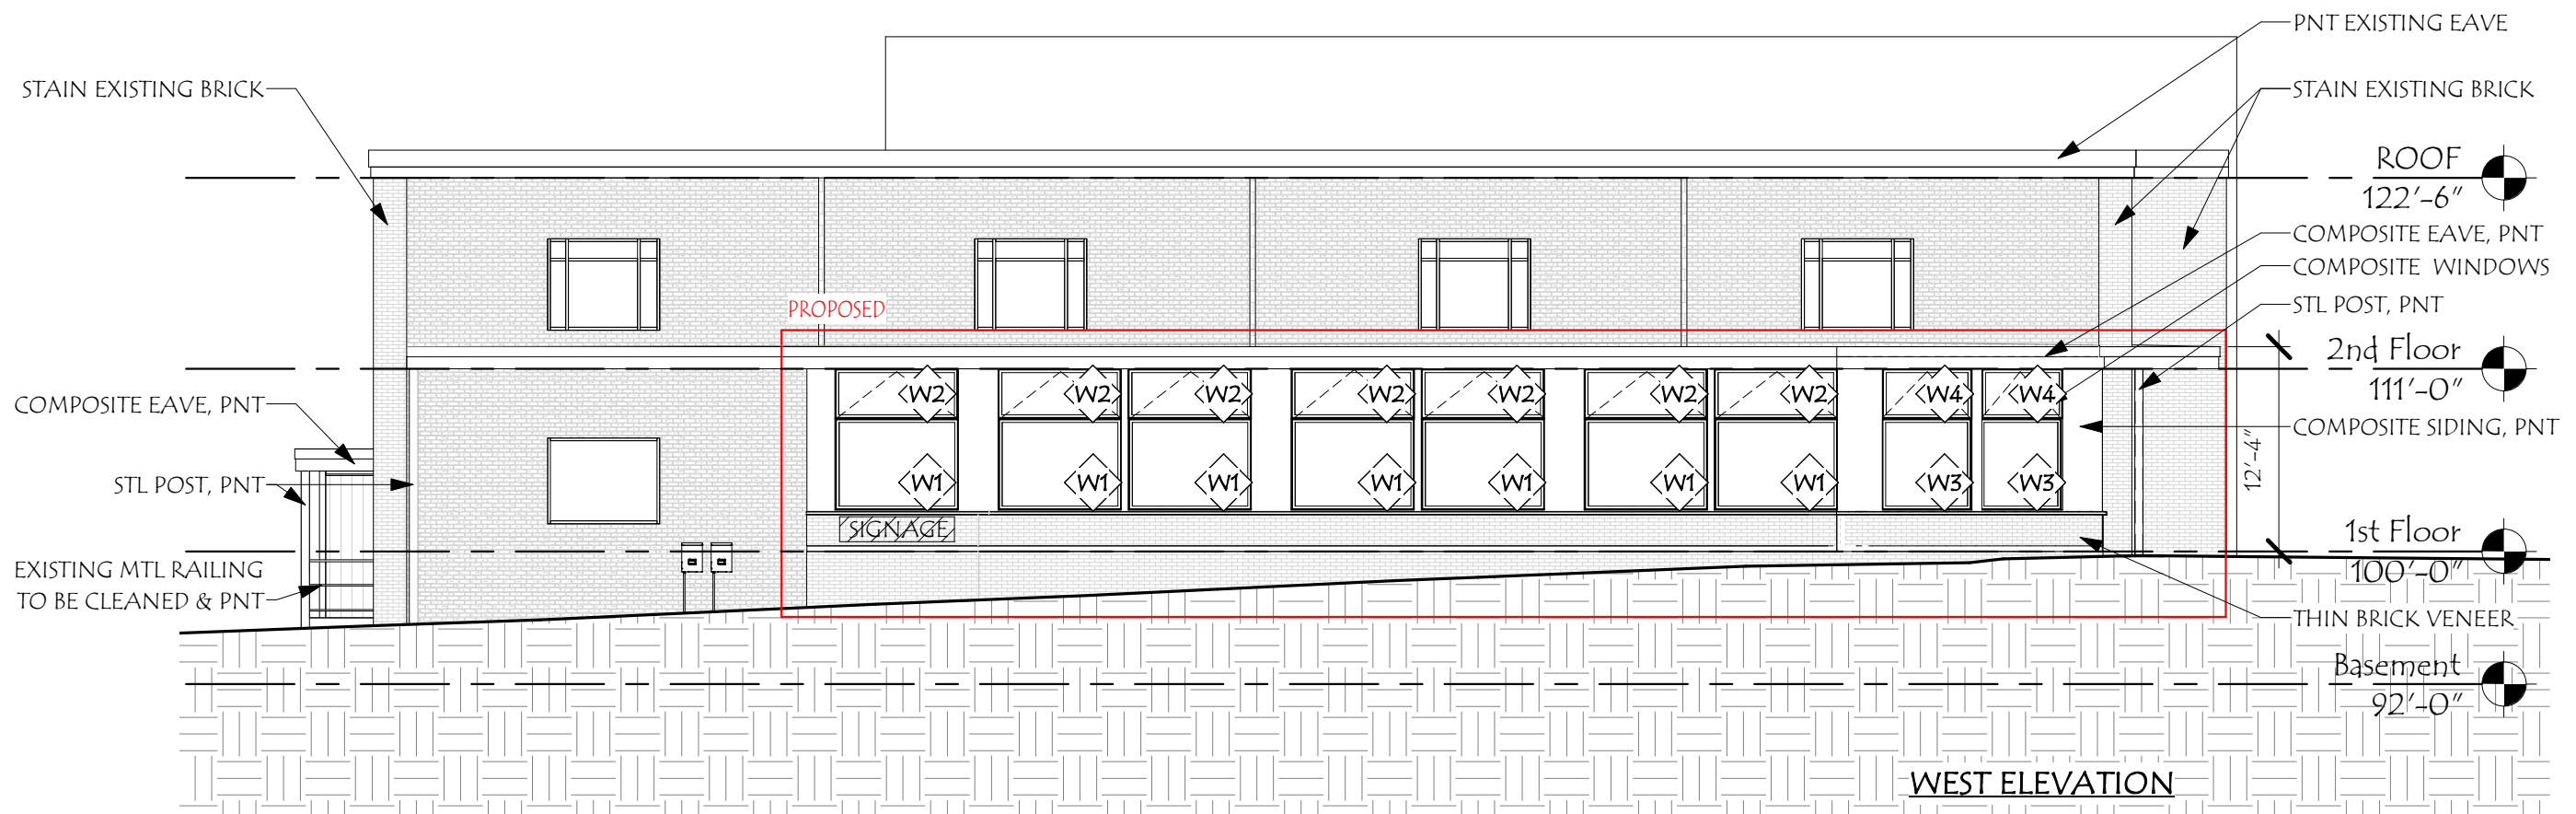 PNT EXISTING EAVE
STAIN EXISTING BRICK
STAIN EXISTING BRICK
ROOF
122'-6"
COMPOSITE EAVE, PNT
COMPOSITE WINDOWS
PROPOSED
STL POST, PNT
2nd Floor
111'-0"
W2 W2 W2 W2 W2 W2 W2 W4 W4
COMPOSITE EAVE, PNT
COMPOSITE SIDING, PNT
12'-4"
STL POST, PNT
W1 W1 W1 W1 W1 W1 W1 W3 W3
SIGNAGE
1st Floor
100'-0"
EXISTING MTL RAILING
TO BE CLEANED & PNT
THIN BRICK VENEER
Basement
92'-0"
WEST ELEVATION